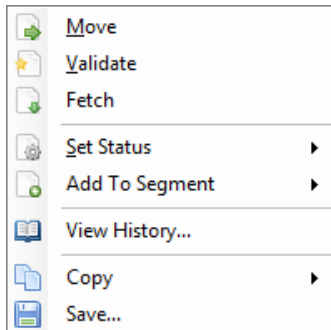 Move
Validate
Fetch
Set Status
Add To Segment
View History...
Copy
Save...